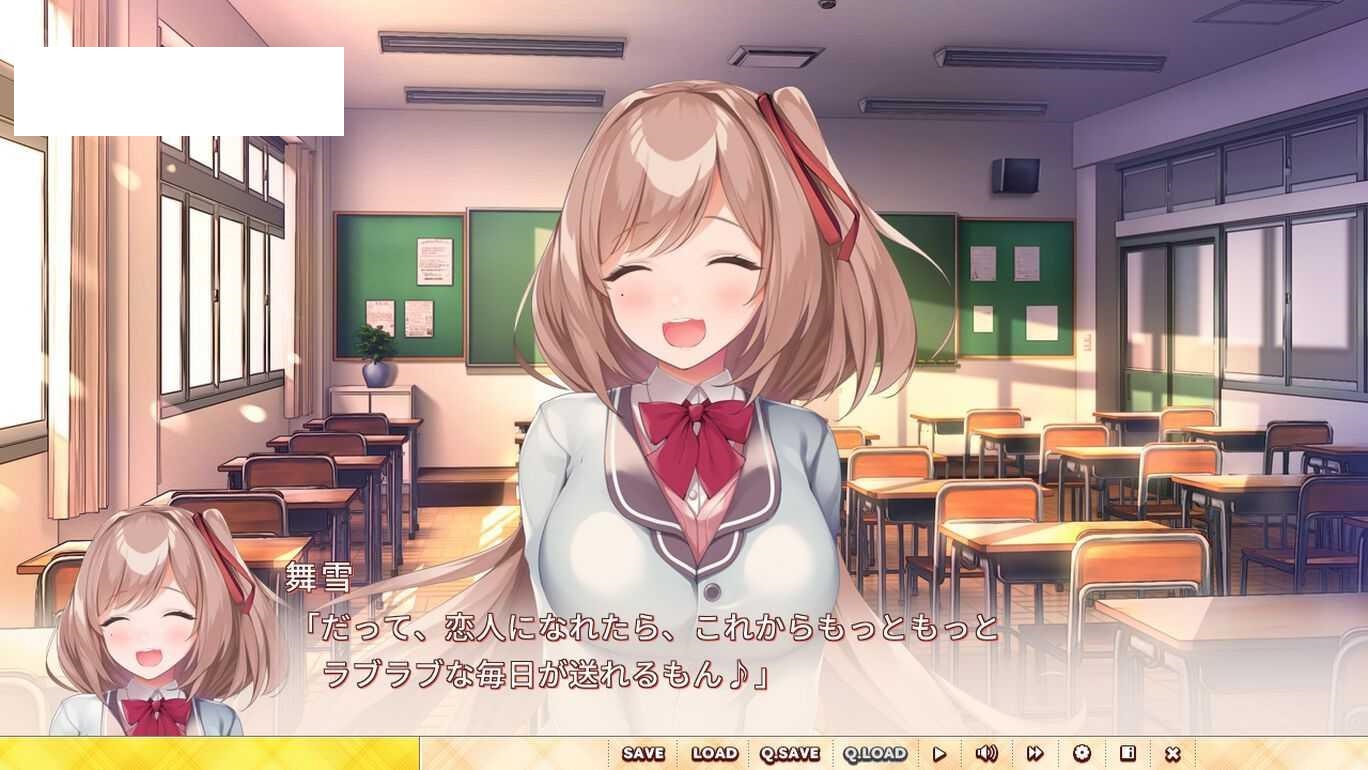 舞雪
「だって、恋人になれたら、これからもっともっと
ラブラブな毎日が送れるもん♪」
SAVE LOAD Q.SAVE Q.LOAD